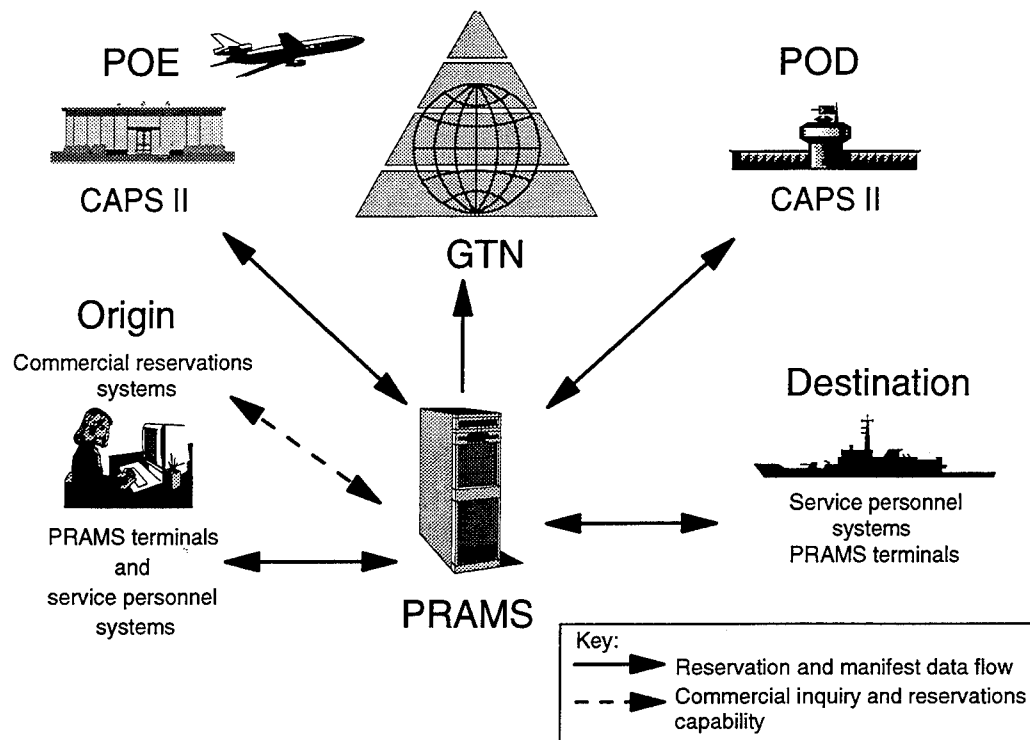 POE
CAPS II
GTN
POD
CAPS II
Origin
Commercial reservations
systems
PRAMS terminals
and
service personnel
systems
PRAMS
Destination
Service personnel
systems
PRAMS terminals
Key:
Reservation and manifest data flow
Commercial inquiry and reservations
capability